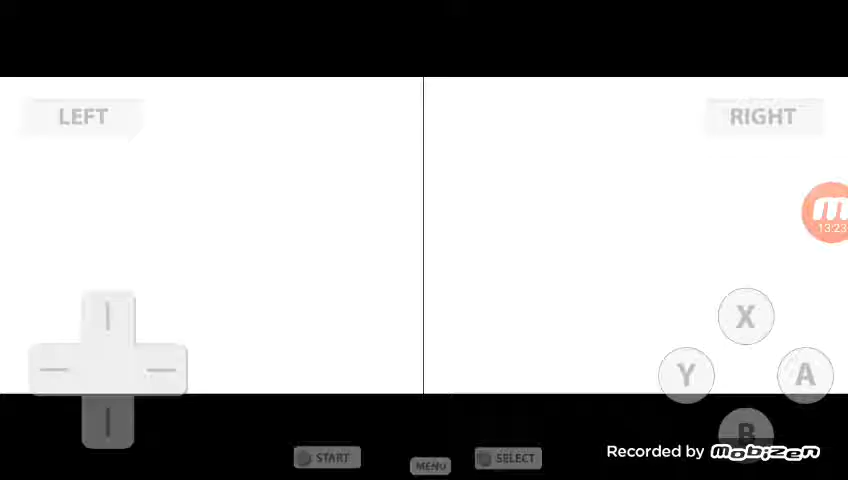 LEFT
RIGHT
M
13:23
X
Y
A
B
START
MENU
SELECT
Recorded by mobizen